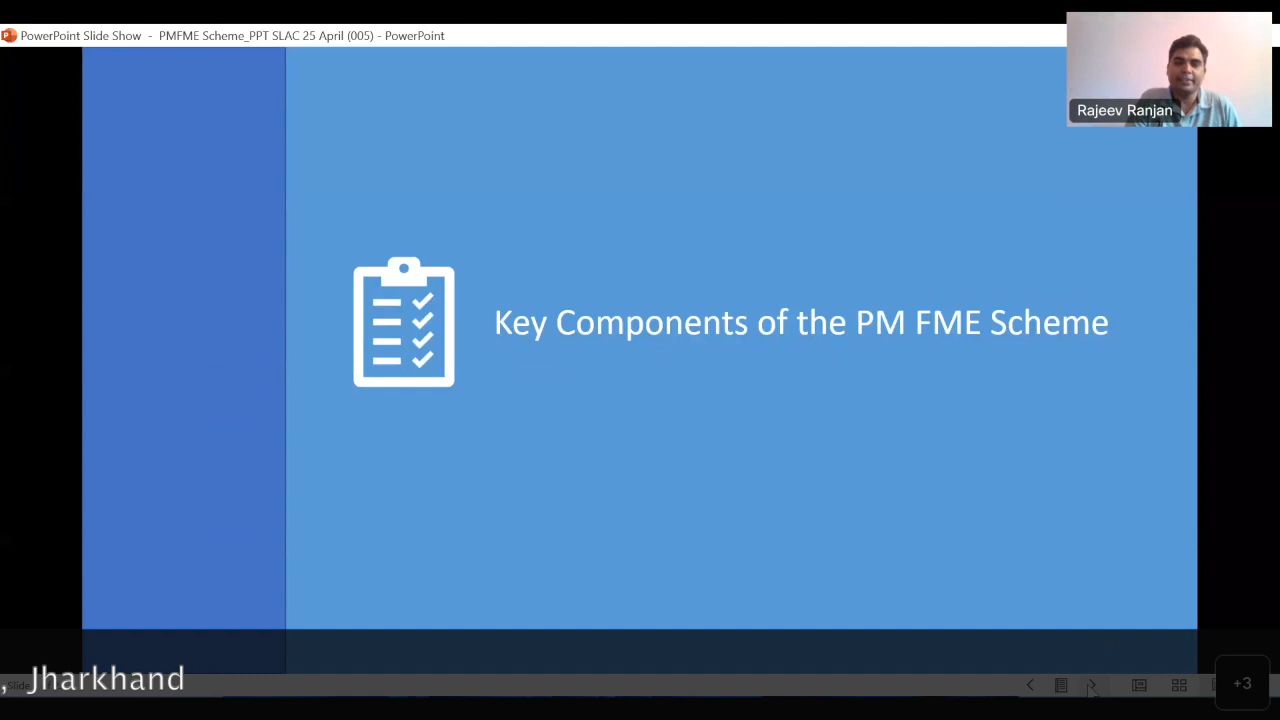 PowerPoint Slide Show - PMFME Scheme_PPT SLAC 25 April (005) - PowerPoint
Rajeev Ranjan
Key Components of the PM FME Scheme
, Jharkhand
Slide
+3